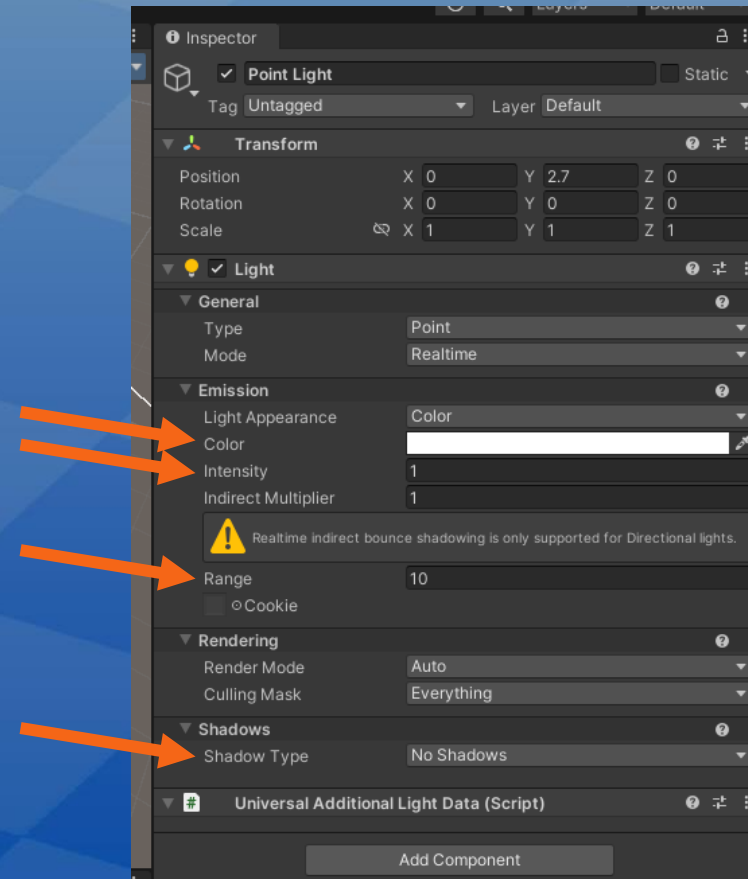 Layers Default
Inspector
Point Light Static
Tag Untagged Layer Default
Transform
Position X 0 Y 2.7 Z 0
Rotation X 0 Y 0 Z 0
Scale X 1 Y 1 Z 1
Light
General
Type Point
Mode Realtime
Emission
Light Appearance Color
Color
Intensity 1
Indirect Multiplier 1
Realtime indirect bounce shadowing is only supported for Directional lights.
Range 10
Cookie
Rendering
Render Mode Auto
Culling Mask Everything
Shadows
Shadow Type No Shadows
# Universal Additional Light Data (Script)
Add Component